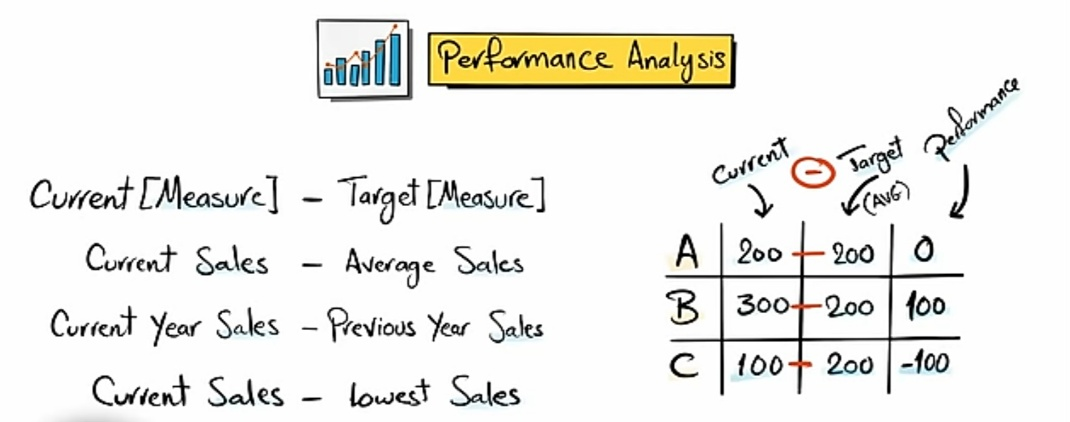 Performance Analysis
Current [Measure] - Target [Measure]
Current Sales - Average Sales
Current Year Sales - Previous Year Sales
Current Sales - Lowest Sales
Current - Target Performance
(AVG)
A 200 - 200 0
B 300 - 200 100
C 100 - 200 -100